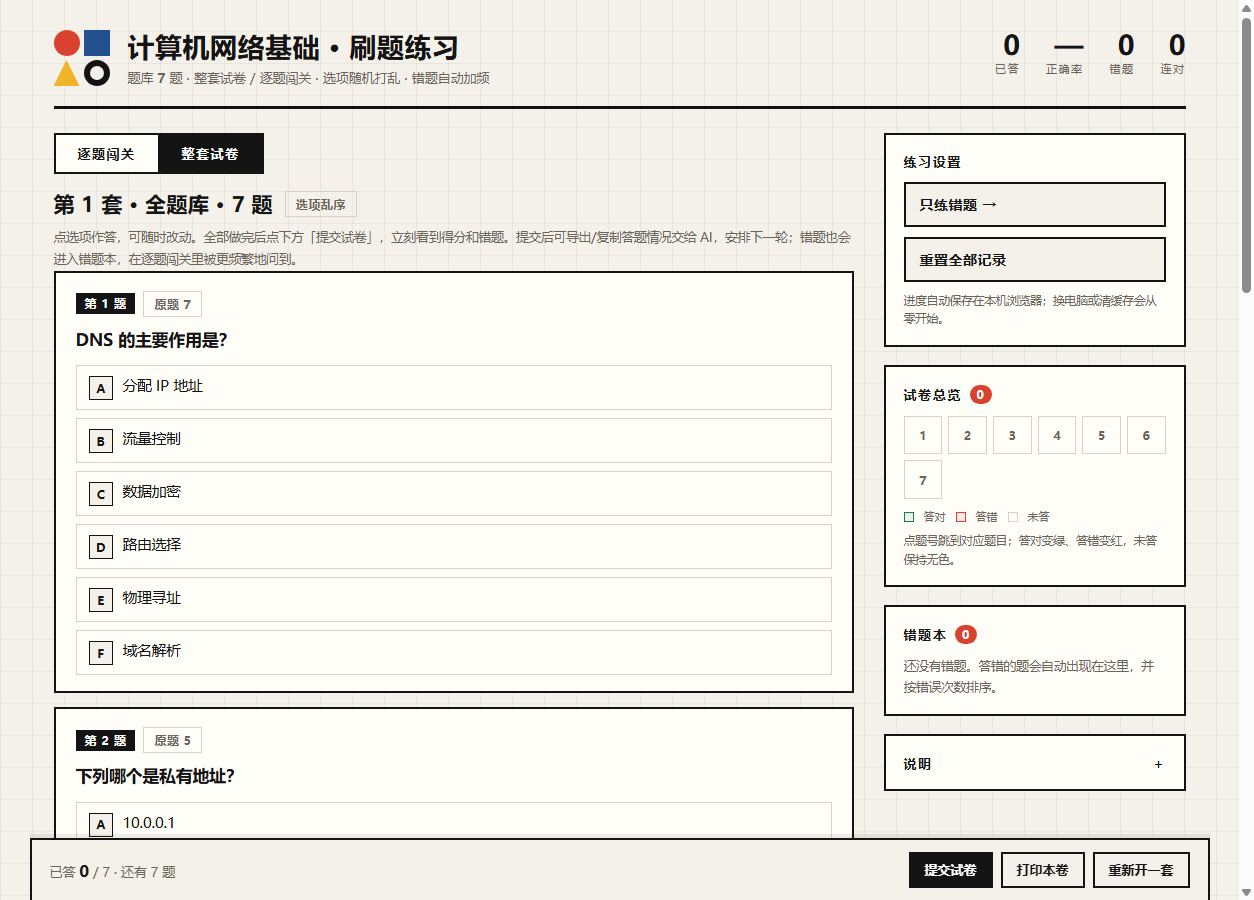 计算机网络基础 · 刷题练习
题库 7 题 · 整套试卷 / 逐题闯关 · 选项随机打乱 · 错题自动加频
0 — 0 0
已答 正确率 错题 连对
逐题闯关 整套试卷
第 1 套 · 全题库 · 7 题 选项乱序
点选项作答，可随时改动。全部做完后点下方「提交试卷」，立刻看到得分和错题。提交后可导出/复制答题情况交给 AI，安排下一轮；错题也会
进入错题本，在逐题闯关里被更频繁地问到。
第 1 题 原题 7
DNS 的主要作用是？
A 分配 IP 地址
B 流量控制
C 数据加密
D 路由选择
E 物理寻址
F 域名解析
第 2 题 原题 5
下列哪个是私有地址？
A 10.0.0.1
练习设置
只练错题 →
重置全部记录
进度自动保存在本机浏览器；换电脑或清缓存会从
零开始。
试卷总览 0
1 2 3 4 5 6
7
答对 答错 未答
点题号跳到对应题目；答对变绿、答错变红，未答
保持无色。
错题本 0
还没有错题。答错的题会自动出现在这里，并
按错误次数排序。
说明 +
已答 0 / 7 · 还有 7 题
提交试卷 打印本卷 重新开一套